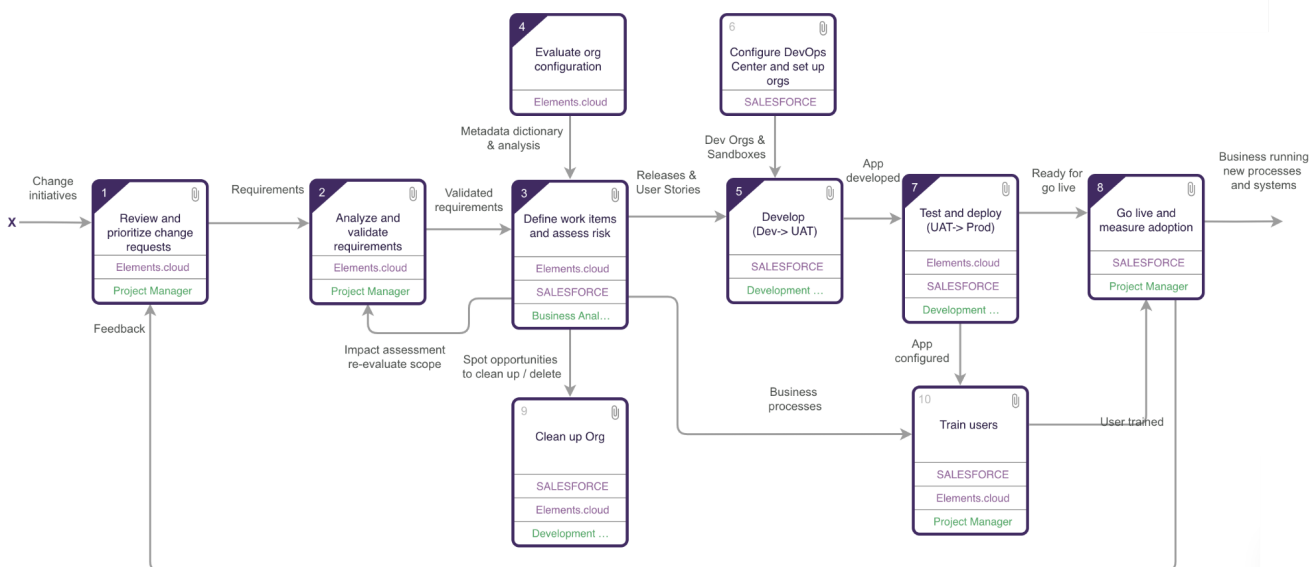 4
Evaluate org
configuration
Elements.cloud
6
Configure DevOps
Center and set up
orgs
SALESFORCE
Metadata dictionary
& analysis
Dev Orgs &
Sandboxes
Change
initiatives
X
1
Review and
prioritize change
requests
Elements.cloud
Project Manager
Requirements
2
Analyze and
validate
requirements
Elements.cloud
Project Manager
Validated
requirements
3
Define work items
and assess risk
Elements.cloud
SALESFORCE
Business Anal...
Releases &
User Stories
5
Develop
(Dev-> UAT)
SALESFORCE
Development ...
App
developed
7
Test and deploy
(UAT-> Prod)
Elements.cloud
SALESFORCE
Development ...
Ready for
go live
8
Go live and
measure adoption
SALESFORCE
Project Manager
Business running
new processes
and systems
Feedback
Impact assessment
re-evaluate scope
Spot opportunities
to clean up / delete
App
configured
Business
processes
9
Clean up Org
SALESFORCE
Elements.cloud
Development ...
10
Train users
SALESFORCE
Elements.cloud
Project Manager
User trained